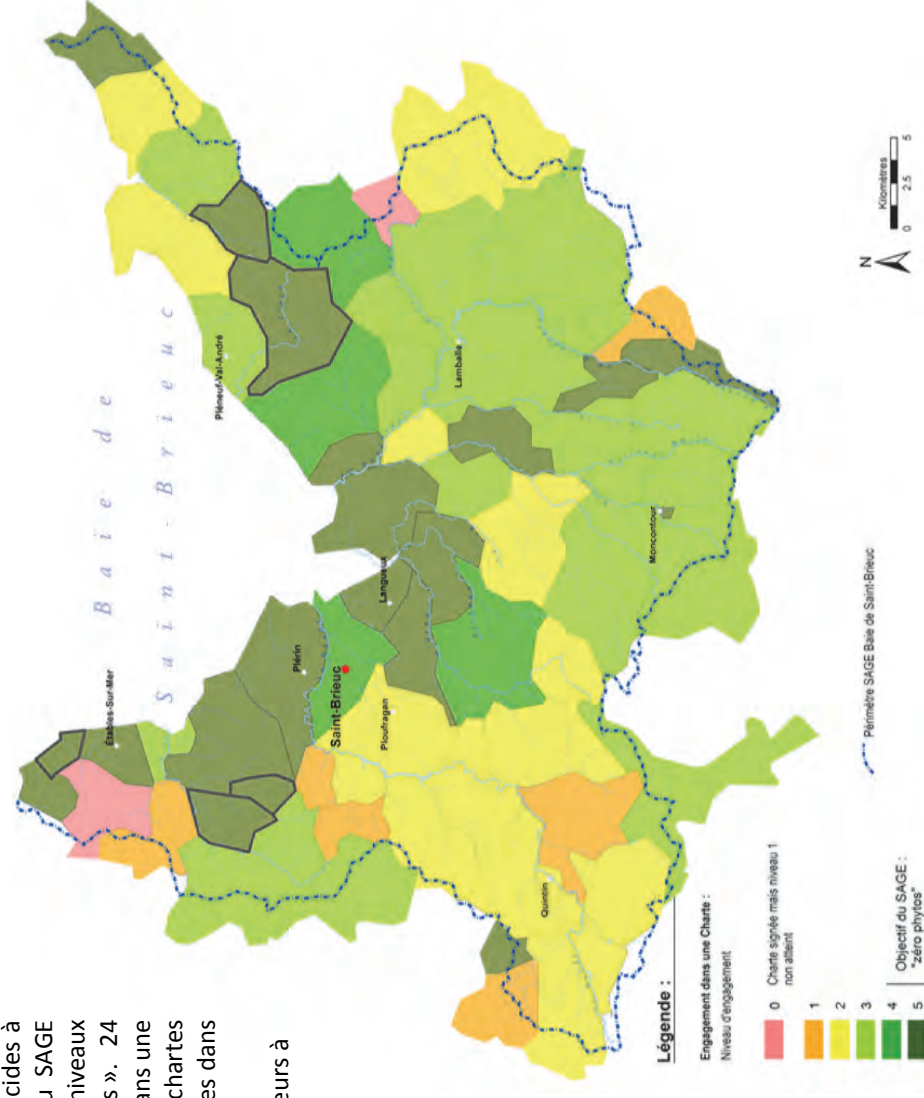 cides à
u SAGE
niveaux
s ». 24
ans une
chartes
es dans
eurs à
Baie de
Saint-Brieuc
Étables-Sur-Mer
Pléneuf-Val-André
Plérin
Saint-Brieuc
Langueux
Ploufragan
Lamballe
Quintin
Moncontour
Légende :
Engagement dans une Charte :
Niveau d'engagement
0 Charte signée mais niveau 1
non atteint
1
2
3
4
5
Objectif du SAGE :
"zéro phytos"
Périmètre SAGE Baie de Saint-Brieuc
N
Kilomètres
0 2.5 5